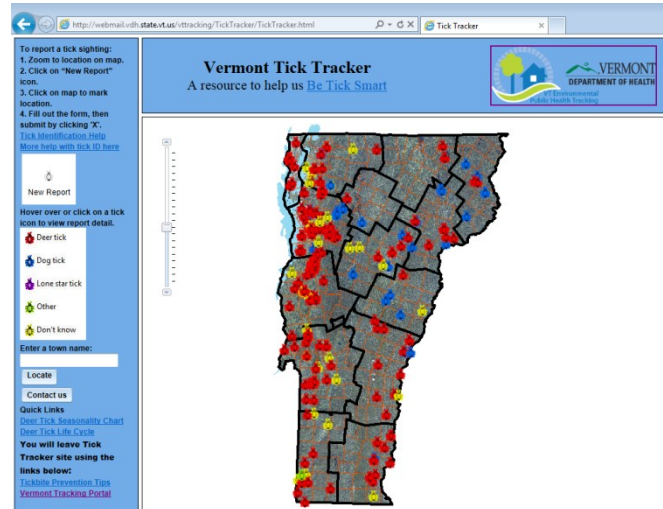 http://webmail.vdh.state.vt.us/vttracking/TickTracker/TickTracker.html
Tick Tracker
To report a tick sighting:
1. Zoom to location on map.
2. Click on "New Report"
icon.
3. Click on map to mark
location.
4. Fill out the form, then
submit by clicking 'X'.
Tick Identification Help
More help with tick ID here
New Report
Hover over or click on a tick
icon to view report detail.
Deer tick
Dog tick
Lone star tick
Other
Don't know
Enter a town name:
Locate
Contact us
Quick Links
Deer Tick Seasonality Chart
Deer Tick Life Cycle
You will leave Tick
Tracker site using the
links below:
Tickbite Prevention Tips
Vermont Tracking Portal
Vermont Tick Tracker
A resource to help us Be Tick Smart
VERMONT
DEPARTMENT OF HEALTH
VT Environmental
Public Health Tracking